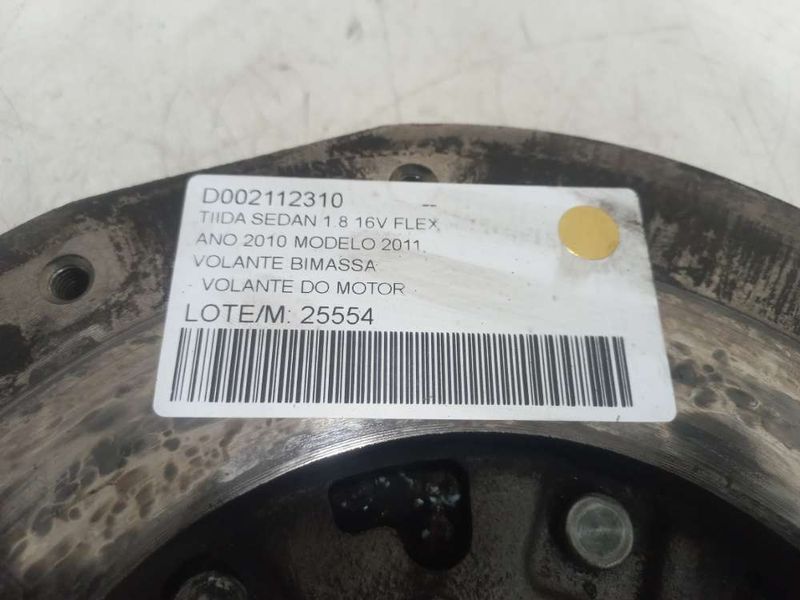 D002112310 --
TIIDA SEDAN 1.8 16V FLEX
ANO 2010 MODELO 2011
VOLANTE BIMASSA
- VOLANTE DO MOTOR
LOTE/M: 25554